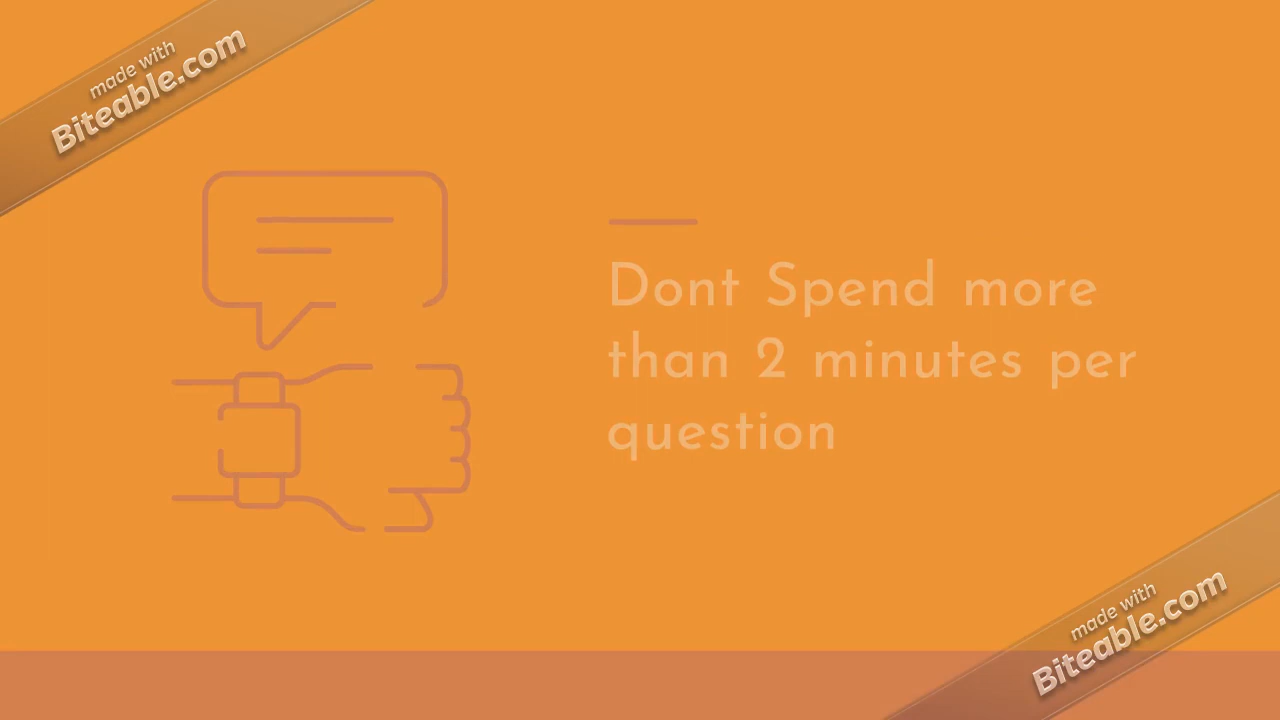 made with
Biteable.com
Dont Spend more
than 2 minutes per
question
made with
Biteable.com